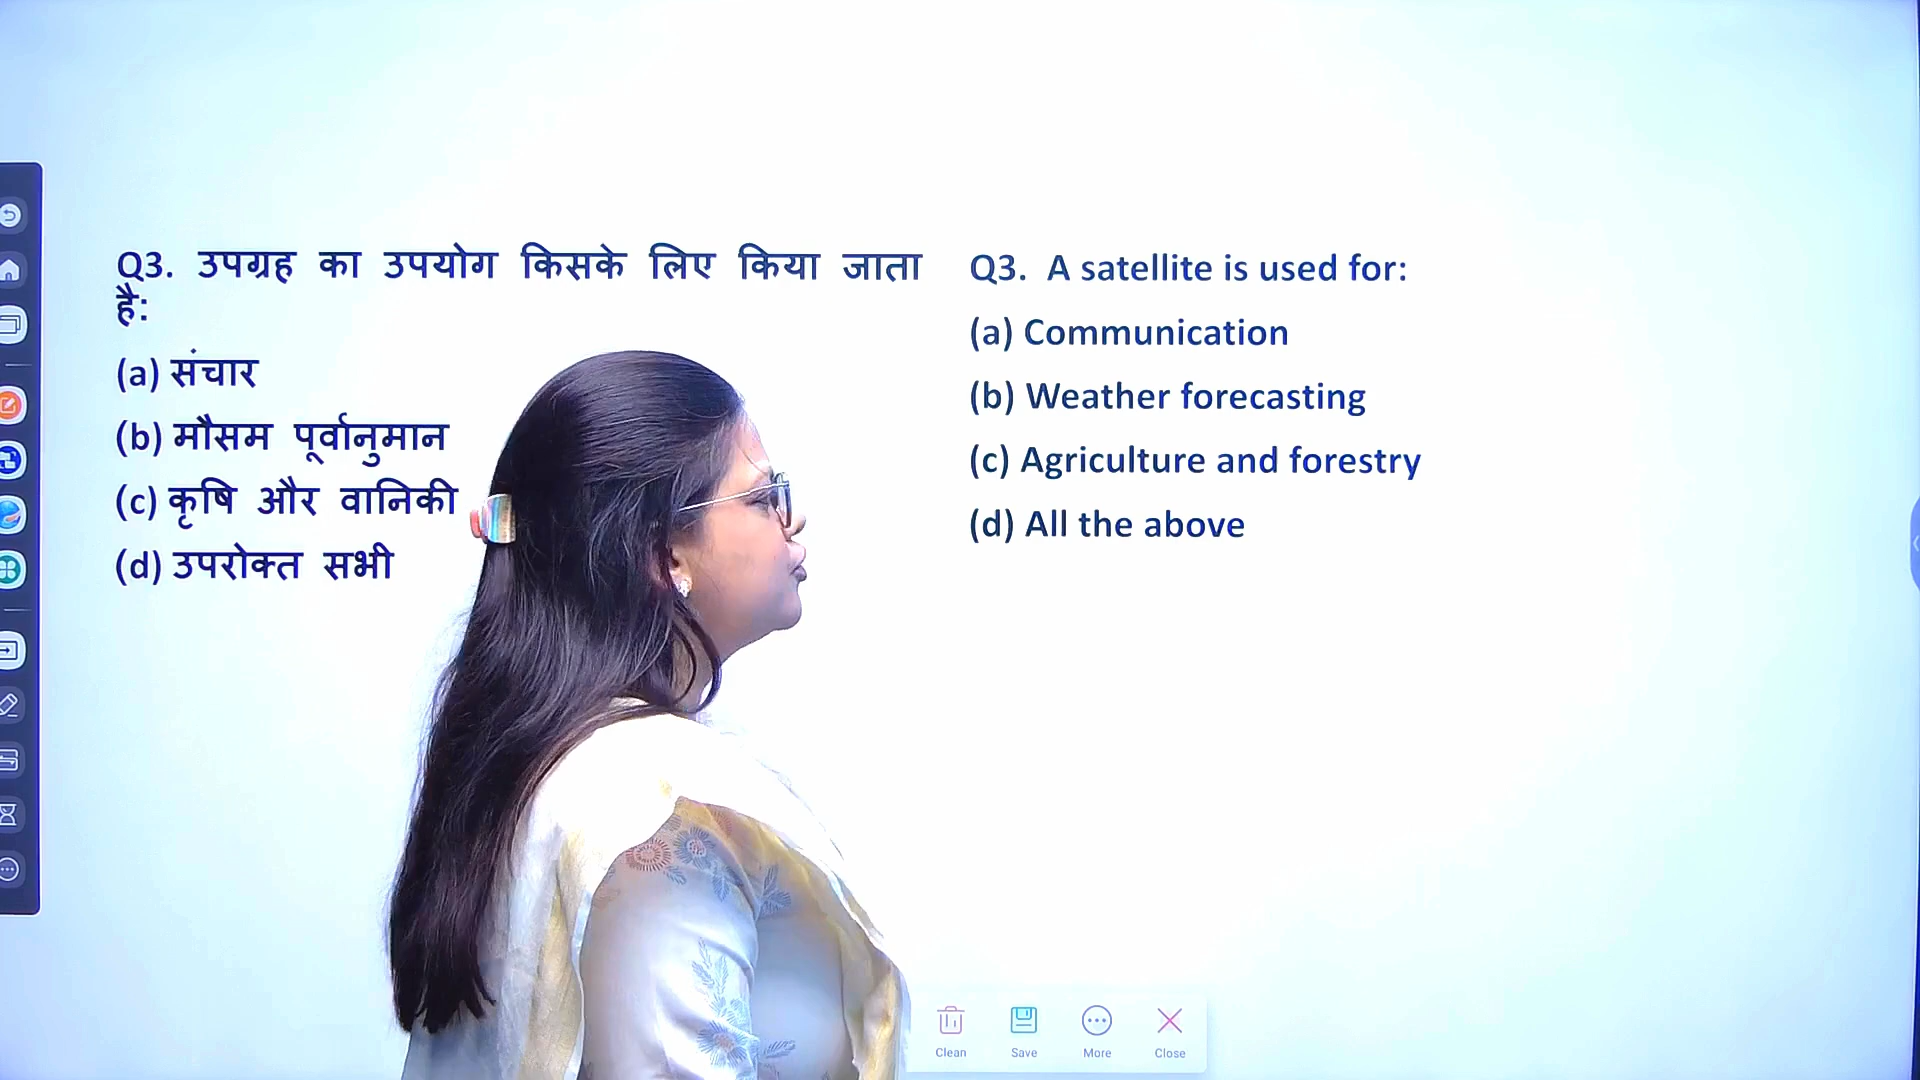 Q3. उपग्रह का उपयोग किसके लिए किया जाता
है:
(a) संचार
(b) मौसम पूर्वानुमान
(c) कृषि और वानिकी
(d) उपरोक्त सभी
Q3. A satellite is used for:
(a) Communication
(b) Weather forecasting
(c) Agriculture and forestry
(d) All the above
Clean Save More Close